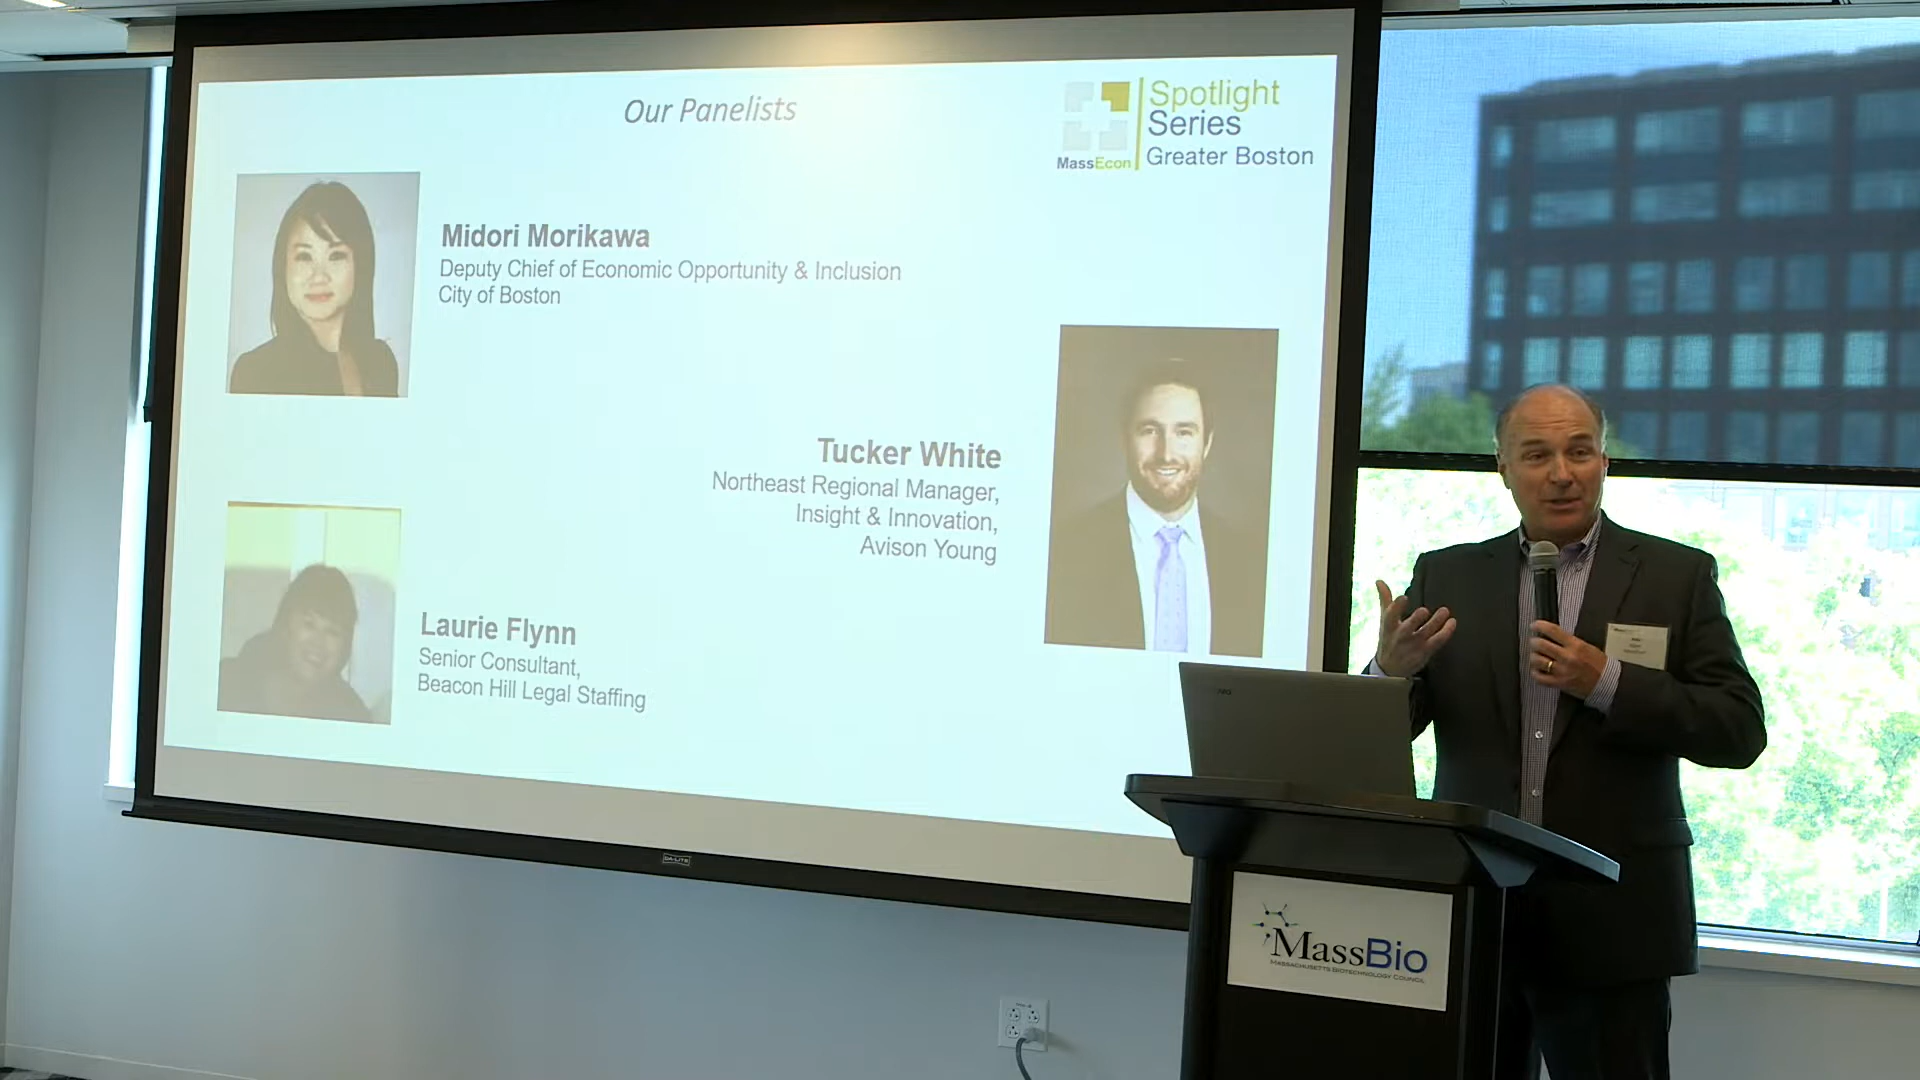 Our Panelists
Spotlight
Series
Greater Boston
MassEcon
Midori Morikawa
Deputy Chief of Economic Opportunity & Inclusion
City of Boston
Tucker White
Northeast Regional Manager,
Insight & Innovation,
Avison Young
Laurie Flynn
Senior Consultant,
Beacon Hill Legal Staffing
DA-LITE
MassBio
MASSACHUSETTS BIOTECHNOLOGY COUNCIL